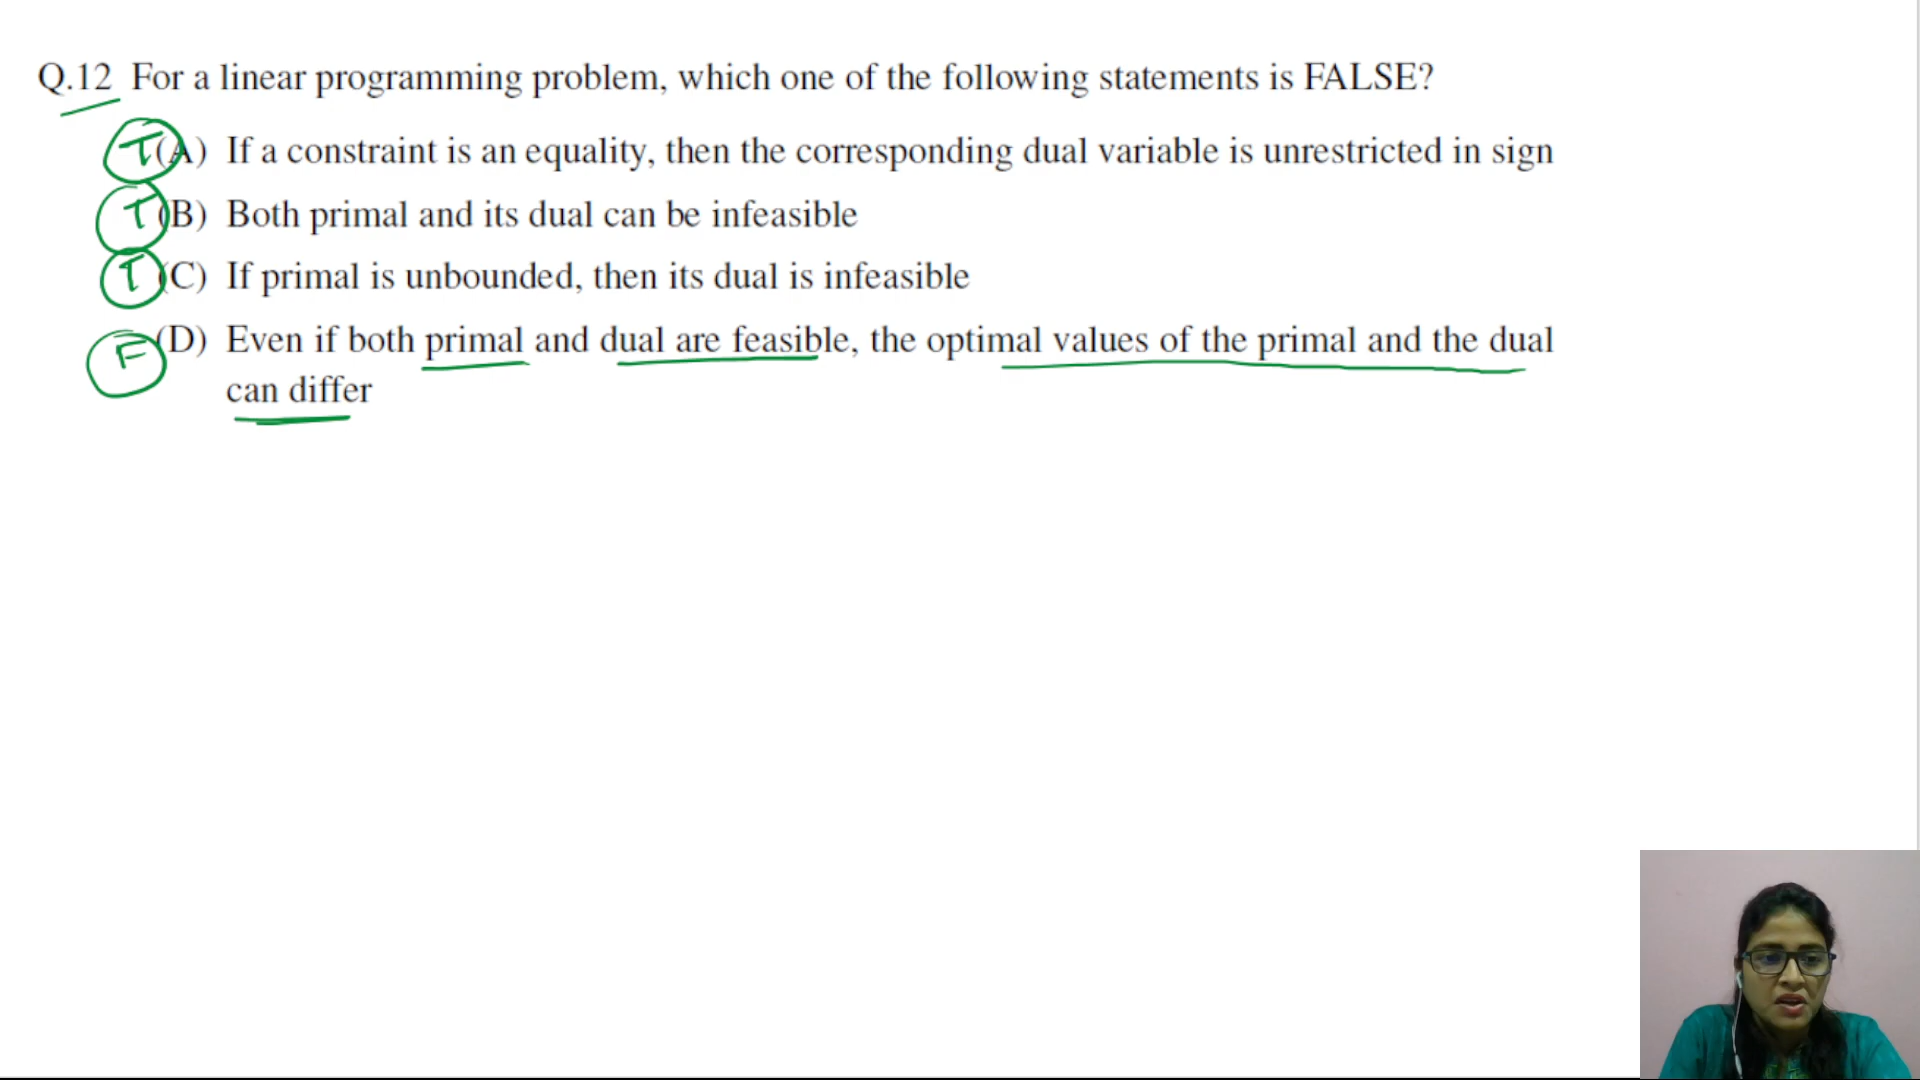 Q.12 For a linear programming problem, which one of the following statements is FALSE?
T (A) If a constraint is an equality, then the corresponding dual variable is unrestricted in sign
T (B) Both primal and its dual can be infeasible
T (C) If primal is unbounded, then its dual is infeasible
F (D) Even if both primal and dual are feasible, the optimal values of the primal and the dual
can differ